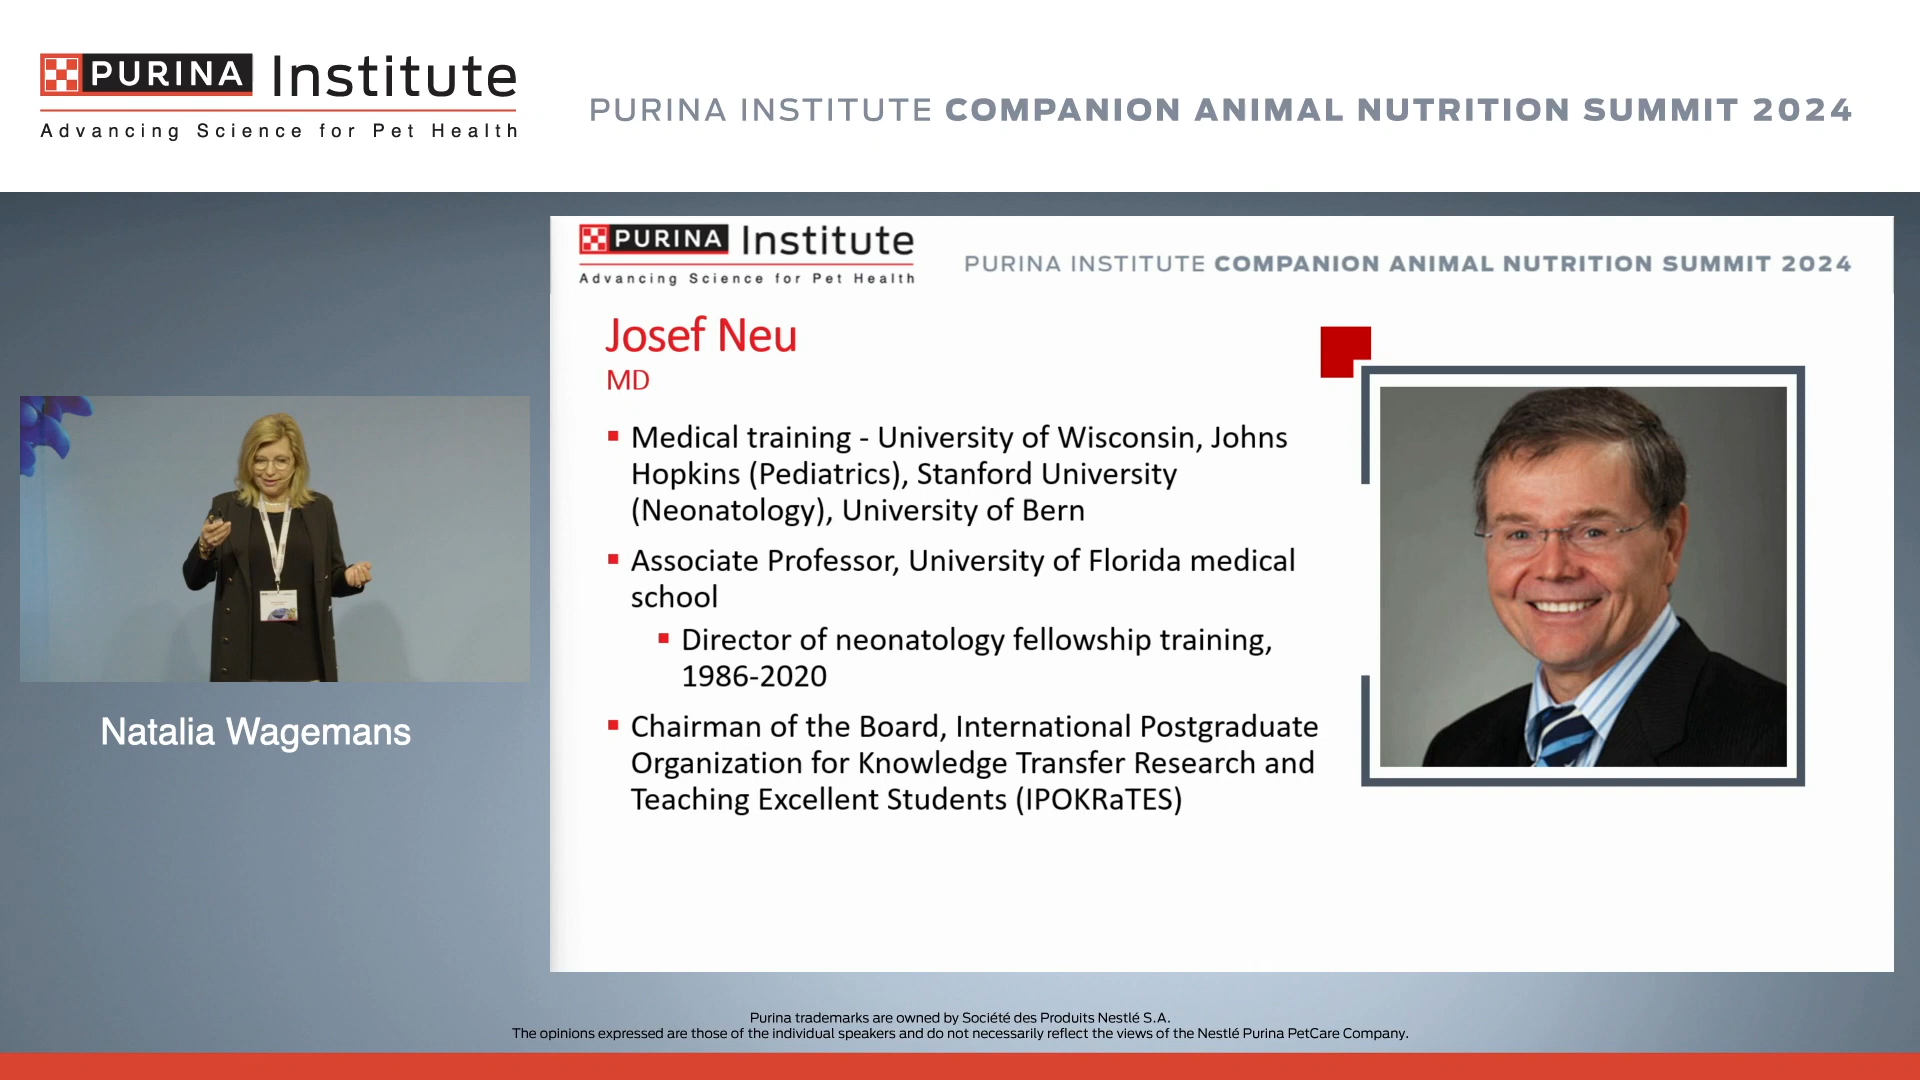 PURINA Institute
Advancing Science for Pet Health
PURINA INSTITUTE COMPANION ANIMAL NUTRITION SUMMIT 2024
PURINA Institute
Advancing Science for Pet Health
PURINA INSTITUTE COMPANION ANIMAL NUTRITION SUMMIT 2024
Josef Neu
MD
Medical training - University of Wisconsin, Johns
Hopkins (Pediatrics), Stanford University
(Neonatology), University of Bern
Associate Professor, University of Florida medical
school
Director of neonatology fellowship training,
1986-2020
Chairman of the Board, International Postgraduate
Organization for Knowledge Transfer Research and
Teaching Excellent Students (IPOKRaTES)
Natalia Wagemans
Purina trademarks are owned by Société des Produits Nestlé S.A.
The opinions expressed are those of the individual speakers and do not necessarily reflect the views of the Nestlé Purina PetCare Company.